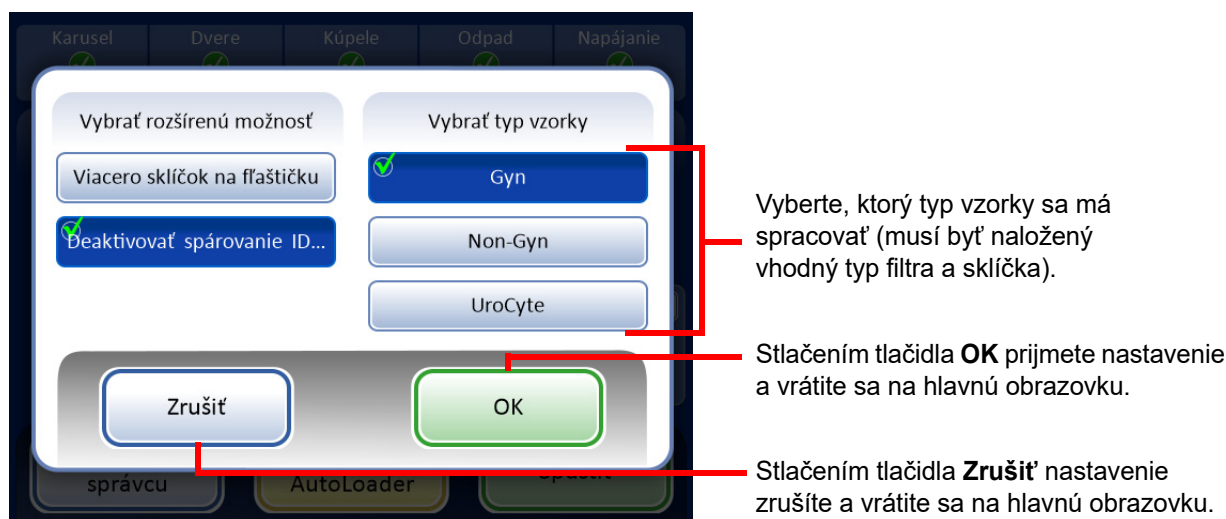 Karusel
Dvere
Kúpele
Odpad
Napájanie
Vybrať rozšírenú možnosť
Vybrať typ vzorky
Viacero sklíčok na fľaštičku
Gyn
Deaktivovať spárovanie ID...
Non-Gyn
UroCyte
Zrušiť
OK
správcu
AutoLoader
Vyberte, ktorý typ vzorky sa má
spracovať (musí byť naložený
vhodný typ filtra a sklíčka).
Stlačením tlačidla OK prijmete nastavenie
a vrátite sa na hlavnú obrazovku.
Stlačením tlačidla Zrušiť nastavenie
zrušíte a vrátite sa na hlavnú obrazovku.